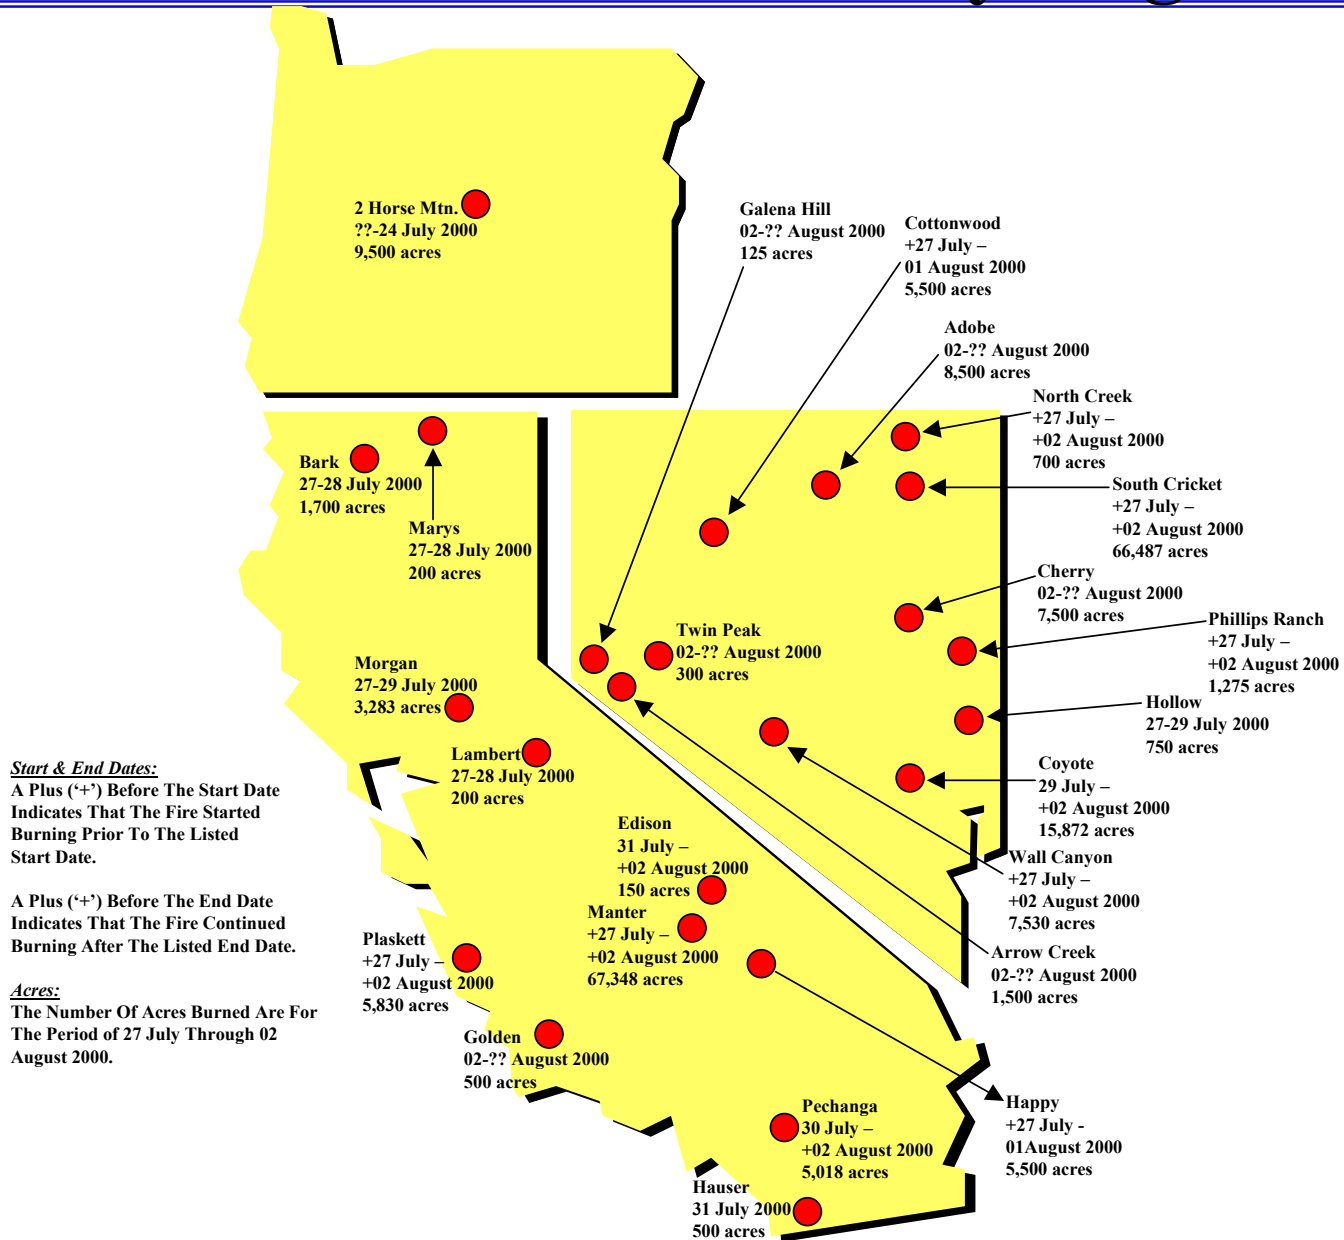 2 Horse Mtn.
??-24 July 2000
9,500 acres
Galena Hill
02-?? August 2000
125 acres
Cottonwood
+27 July –
01 August 2000
5,500 acres
Adobe
02-?? August 2000
8,500 acres
North Creek
+27 July –
+02 August 2000
700 acres
South Cricket
+27 July –
+02 August 2000
66,487 acres
Bark
27-28 July 2000
1,700 acres
Marys
27-28 July 2000
200 acres
Cherry
02-?? August 2000
7,500 acres
Phillips Ranch
+27 July –
+02 August 2000
1,275 acres
Twin Peak
02-?? August 2000
300 acres
Morgan
27-29 July 2000
3,283 acres
Hollow
27-29 July 2000
750 acres
Lambert
27-28 July 2000
200 acres
Coyote
29 July –
+02 August 2000
15,872 acres
Start & End Dates:
A Plus (‘+’) Before The Start Date
Indicates That The Fire Started
Burning Prior To The Listed
Start Date.
A Plus (‘+’) Before The End Date
Indicates That The Fire Continued
Burning After The Listed End Date.
Acres:
The Number Of Acres Burned Are For
The Period of 27 July Through 02
August 2000.
Edison
31 July –
+02 August 2000
150 acres
Wall Canyon
+27 July –
+02 August 2000
7,530 acres
Manter
+27 July –
+02 August 2000
67,348 acres
Plaskett
+27 July –
+02 August 2000
5,830 acres
Arrow Creek
02-?? August 2000
1,500 acres
Golden
02-?? August 2000
500 acres
Pechanga
30 July –
+02 August 2000
5,018 acres
Happy
+27 July -
01August 2000
5,500 acres
Hauser
31 July 2000
500 acres